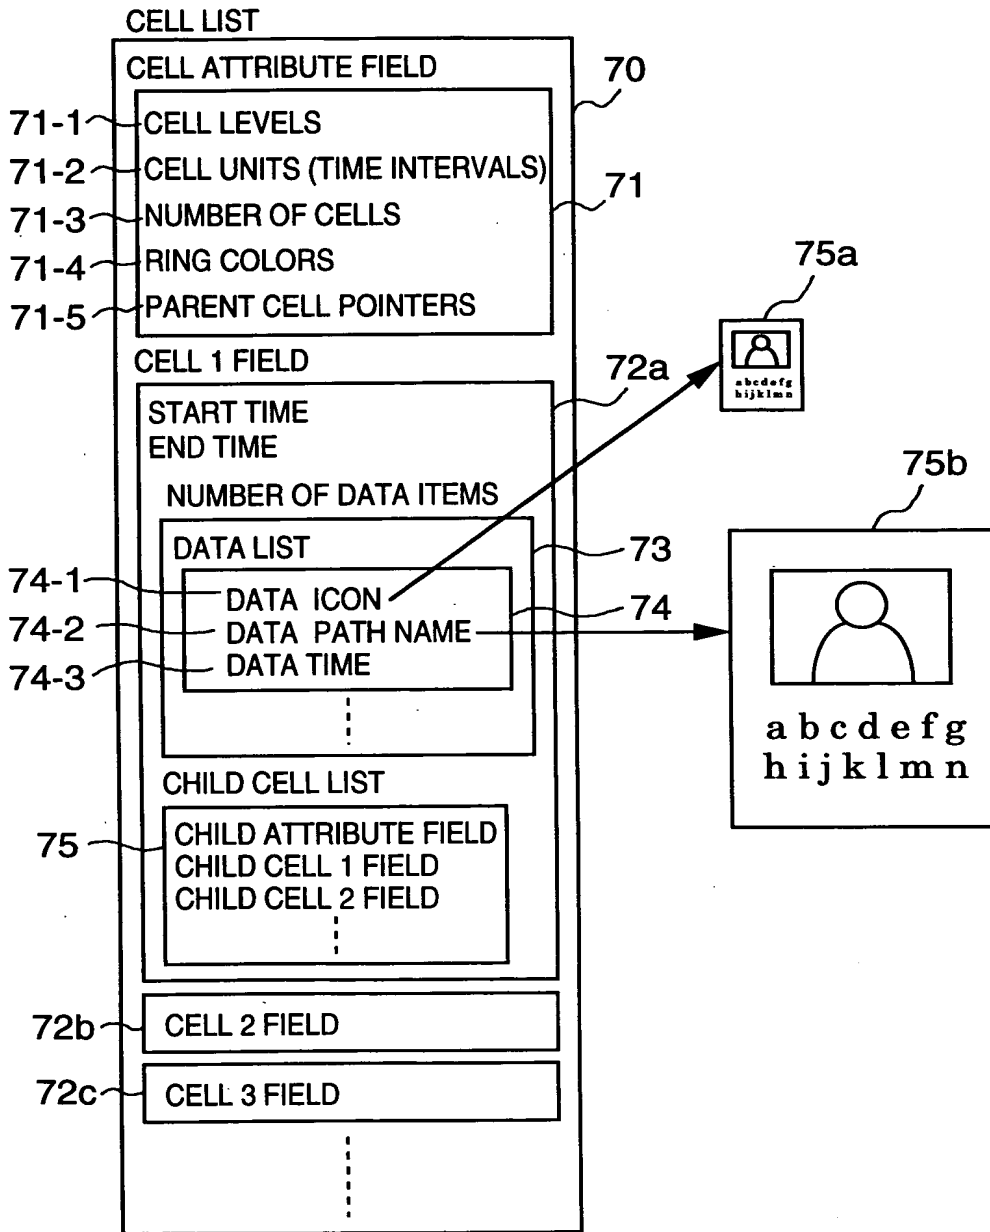 CELL LIST
CELL ATTRIBUTE FIELD
70
71-1 CELL LEVELS
71-2 CELL UNITS (TIME INTERVALS)
71
71-3 NUMBER OF CELLS
71-4 RING COLORS
71-5 PARENT CELL POINTERS
75a
abcdefg
hijklmn
CELL 1 FIELD
72a
START TIME
END TIME
NUMBER OF DATA ITEMS
75b
DATA LIST
73
74-1 DATA ICON
74
74-2 DATA PATH NAME
74-3 DATA TIME
abcdefg
hijklmn
CHILD CELL LIST
75
CHILD ATTRIBUTE FIELD
CHILD CELL 1 FIELD
CHILD CELL 2 FIELD
72b CELL 2 FIELD
72c CELL 3 FIELD